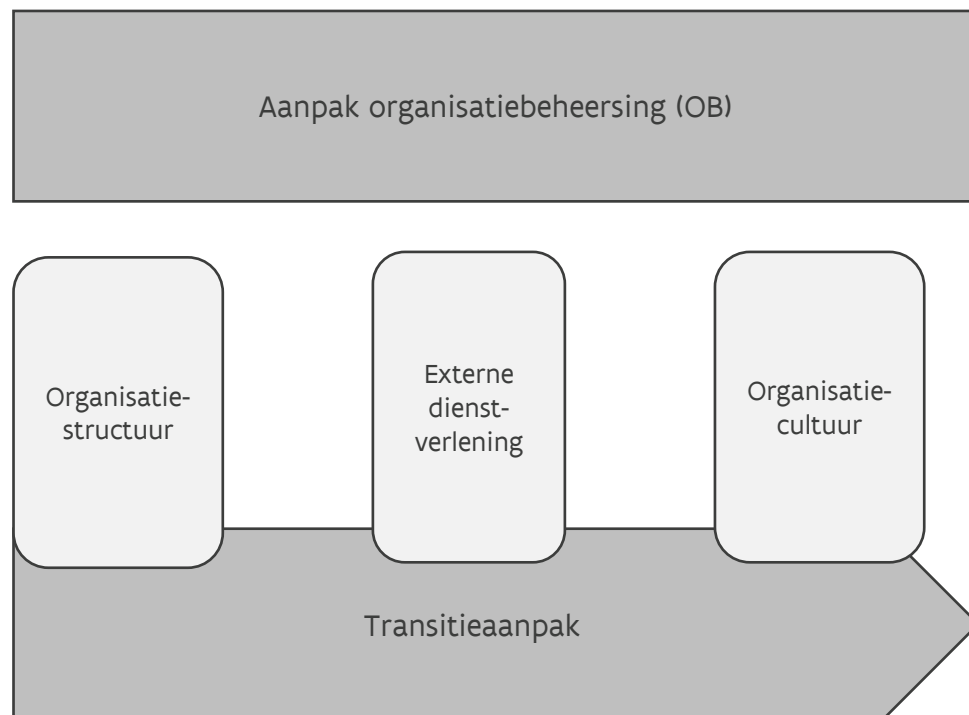 Aanpak organisatiebeheersing (OB)
Organisatie-
structuur
Externe
dienst-
verlening
Organisatie-
cultuur
Transitieaanpak